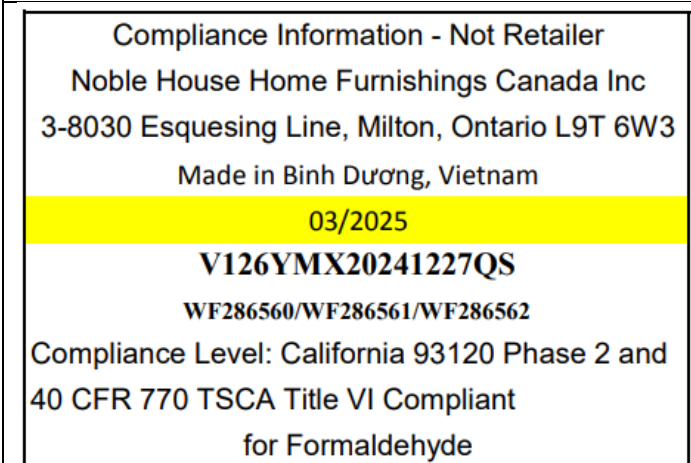 Compliance Information - Not Retailer
Noble House Home Furnishings Canada Inc
3-8030 Esquesing Line, Milton, Ontario L9T 6W3
Made in Binh Dương, Vietnam
03/2025
V126YMX20241227QS
WF286560/WF286561/WF286562
Compliance Level: California 93120 Phase 2 and
40 CFR 770 TSCA Title VI Compliant
for Formaldehyde